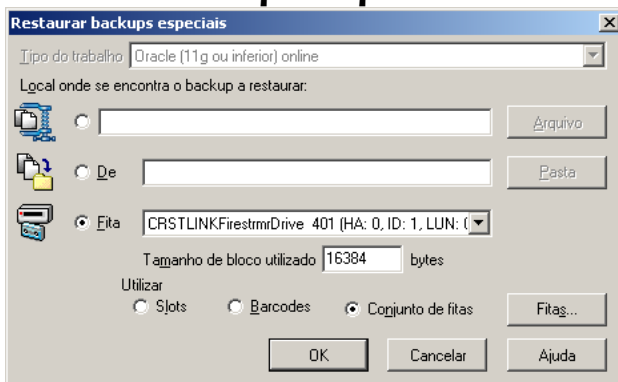 Restaurar backups especiais
Tipo do trabalho Oracle (11g ou inferior) online
Local onde se encontra o backup a restaurar:
Arquivo
De Pasta
Fita CRSTLINKFirestrmrDrive 401 (HA: 0, ID: 1, LUN:
Tamanho de bloco utilizado 16384 bytes
Utilizar
Slots Barcodes Conjunto de fitas Fitas...
OK Cancelar Ajuda